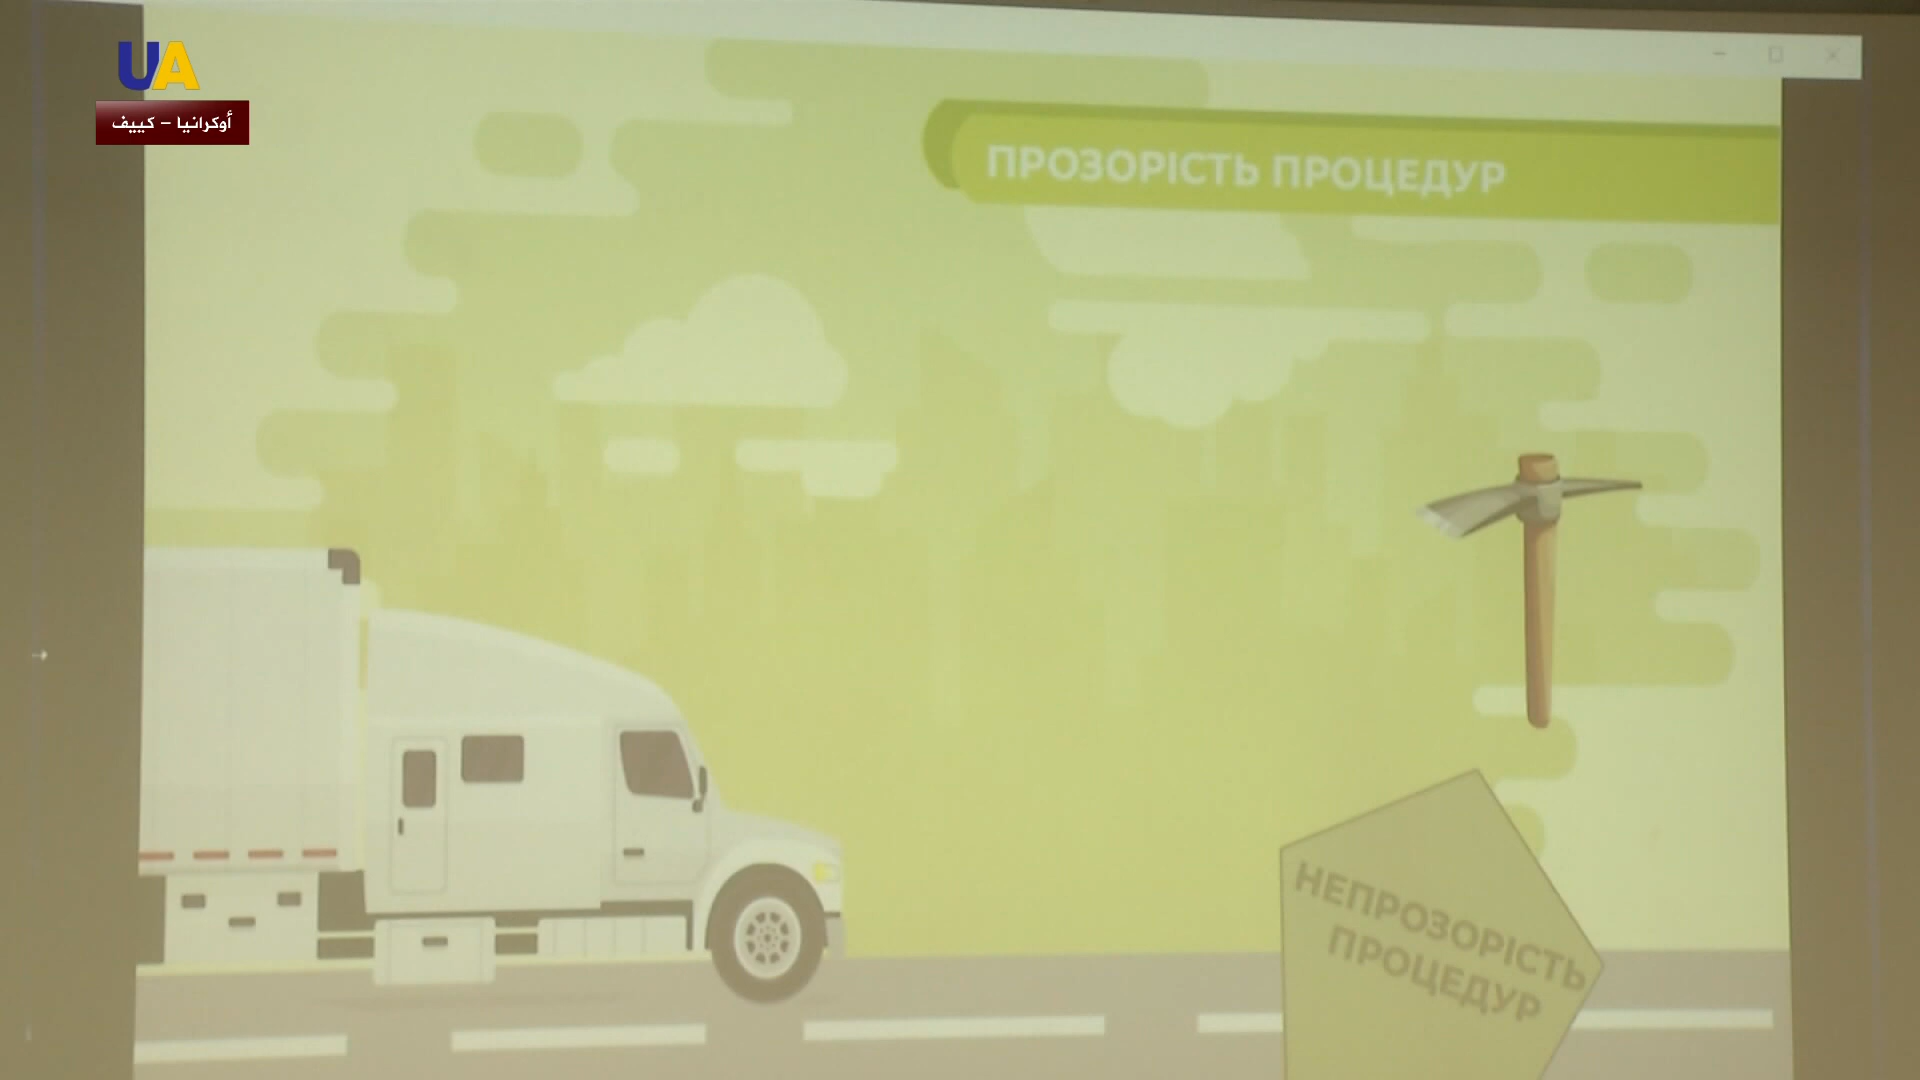 UA
أوكرانيا – كييف
ПРОЗОРІСТЬ ПРОЦЕДУР
НЕПРОЗОРІСТЬ
ПРОЦЕДУР